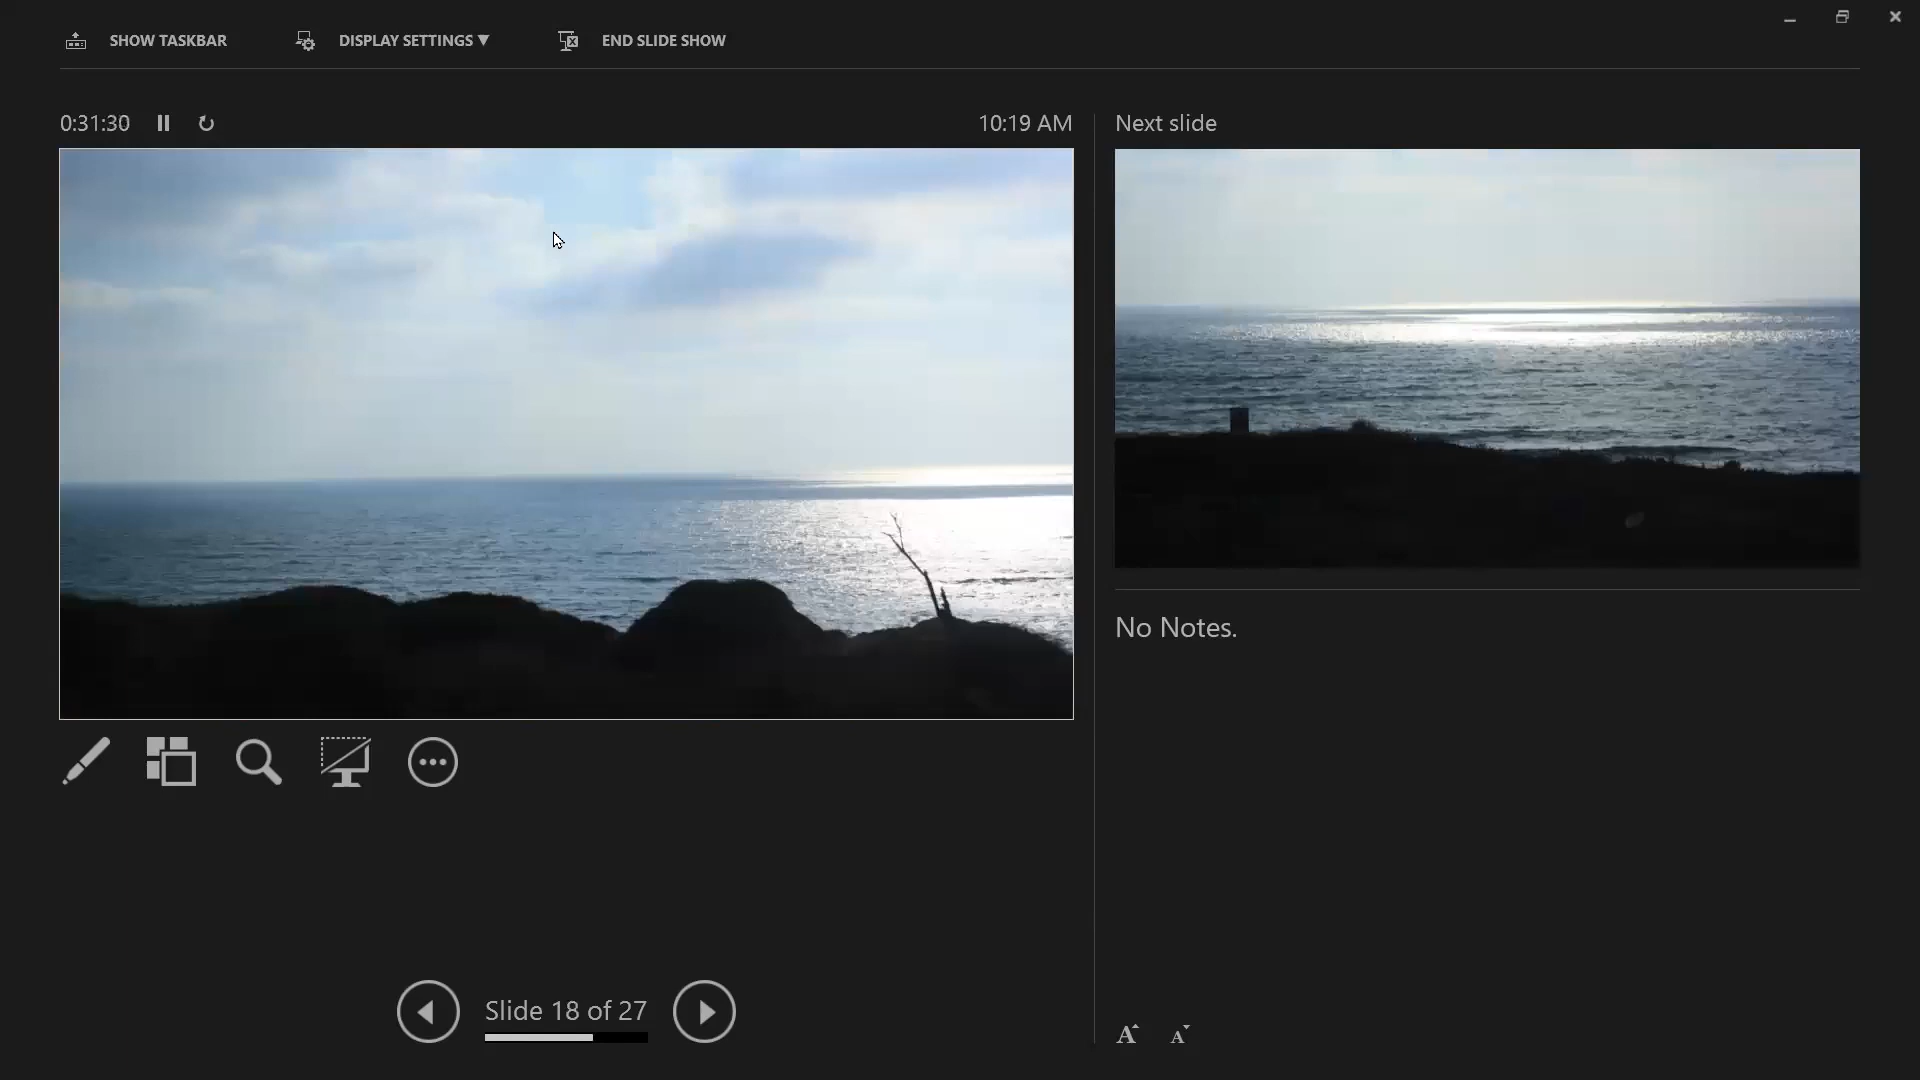 SHOW TASKBAR
DISPLAY SETTINGS ▼
END SLIDE SHOW
0:31:30
10:19 AM
Next slide
No Notes.
Slide 18 of 27
A A